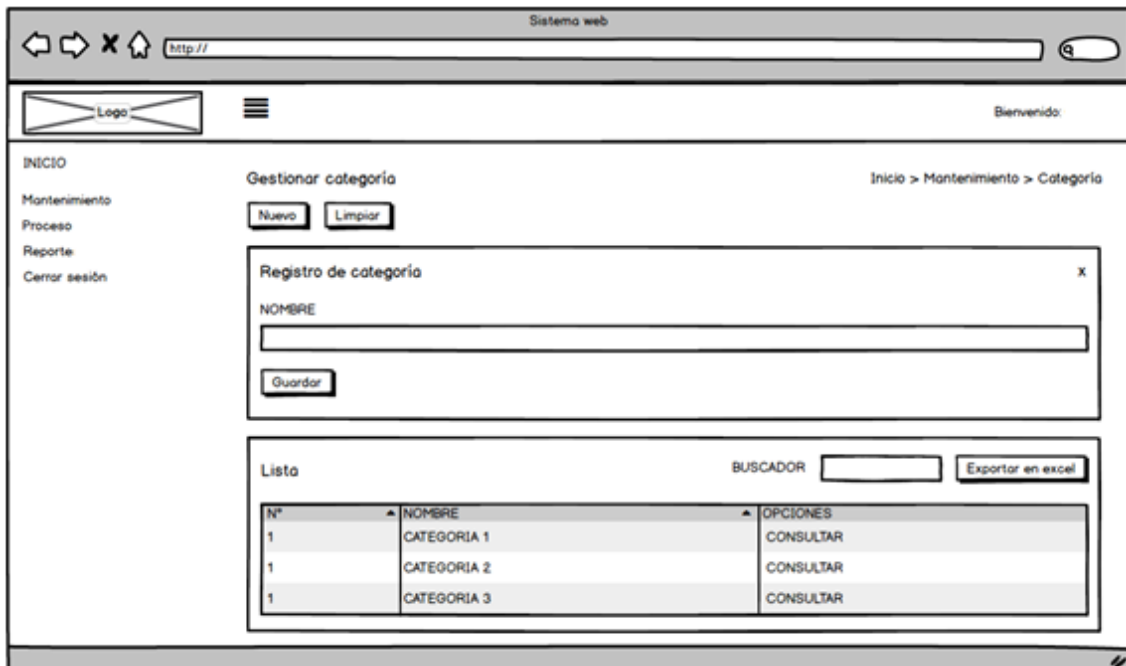 Sistema web
http://
Logo
Bienvenido:
INICIO
Mantenimiento
Proceso
Reporte
Cerrar sesión
Gestionar categoría
Inicio > Mantenimiento > Categoría
Nuevo Limpiar
Registro de categoría x
NOMBRE
Guardar
Lista BUSCADOR Exportar en excel
N° NOMBRE OPCIONES
1 CATEGORIA 1 CONSULTAR
1 CATEGORIA 2 CONSULTAR
1 CATEGORIA 3 CONSULTAR